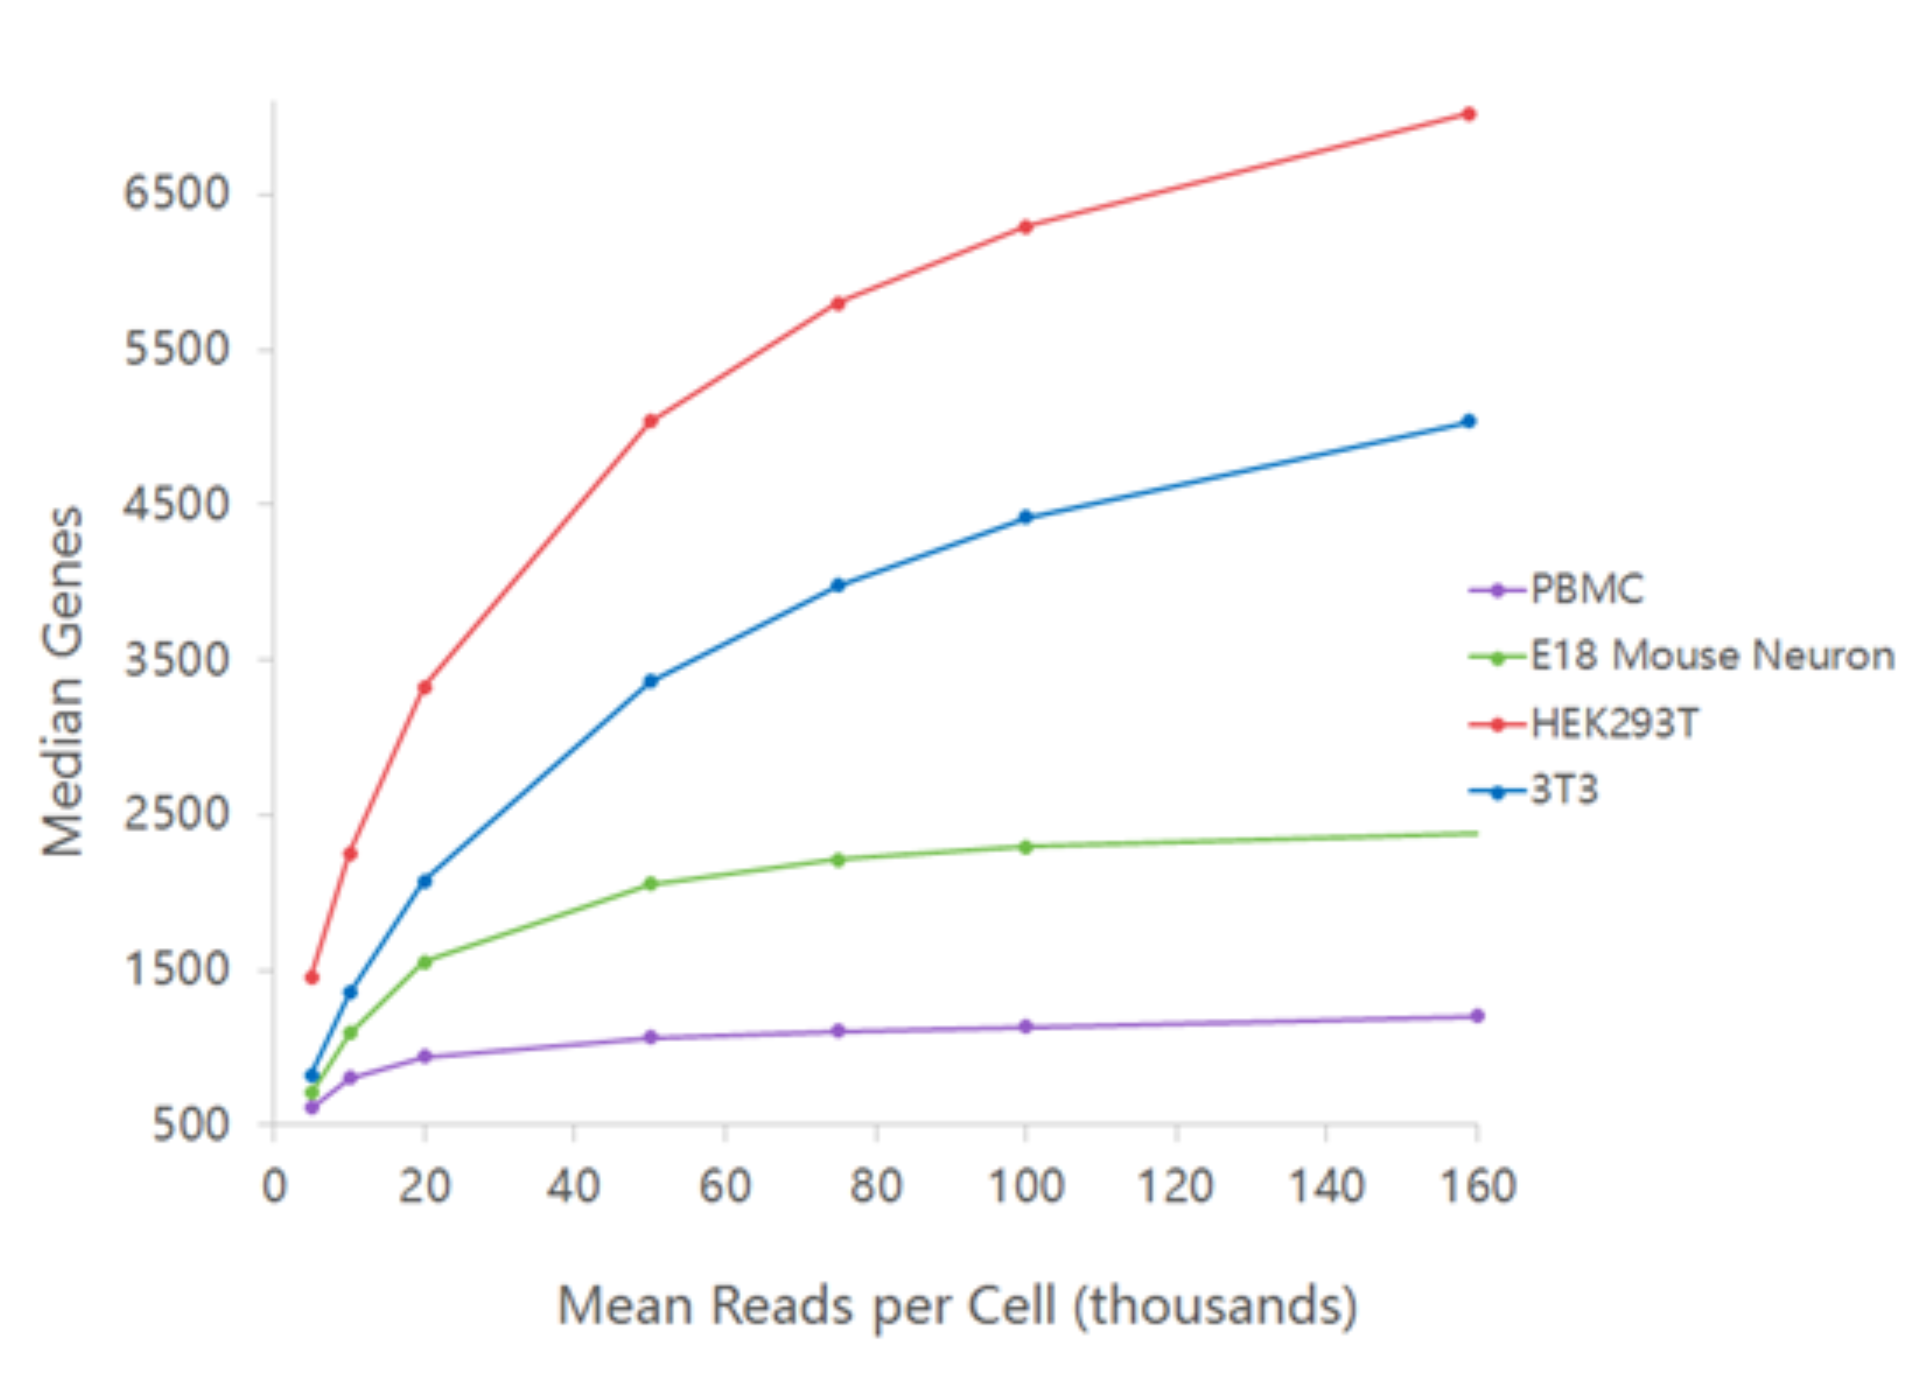 6500
5500
4500
3500
2500
1500
500
Median Genes
0 20 40 60 80 100 120 140 160
Mean Reads per Cell (thousands)
PBMC
E18 Mouse Neuron
HEK293T
3T3